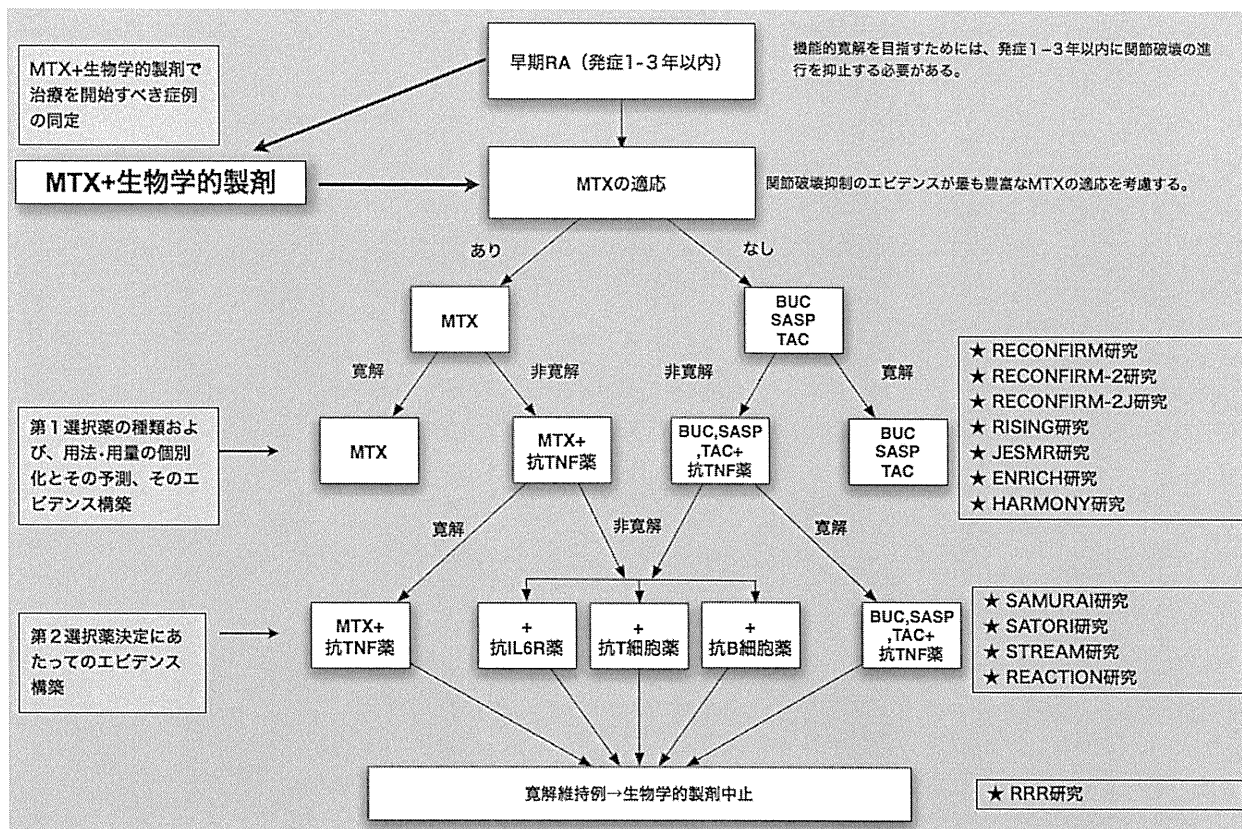 早期RA（発症1-3年以内）
機能的寛解を目指すためには、発症1−3年以内に関節破壊の進
行を抑止する必要がある。
MTX+生物学的製剤で
治療を開始すべき症例
の同定
MTX+生物学的製剤
MTXの適応
関節破壊抑制のエビデンスが最も豊富なMTXの適応を考慮する。
あり
なし
MTX
BUC
SASP
TAC
寛解
非寛解
非寛解
寛解
第1選択薬の種類およ
び、用法・用量の個別
化とその予測、そのエ
ビデンス構築
MTX
MTX+
抗TNF薬
BUC,SASP
,TAC+
抗TNF薬
BUC
SASP
TAC
★ RECONFIRM研究
★ RECONFIRM-2研究
★ RECONFIRM-2J研究
★ RISING研究
★ JESMR研究
★ ENRICH研究
★ HARMONY研究
寛解
非寛解
寛解
第2選択薬決定にあ
たってのエビデンス
構築
MTX+
抗TNF薬
+
抗IL6R薬
+
抗T細胞薬
+
抗B細胞薬
BUC,SASP
,TAC+
抗TNF薬
★ SAMURAI研究
★ SATORI研究
★ STREAM研究
★ REACTION研究
寛解維持例→生物学的製剤中止
★ RRR研究